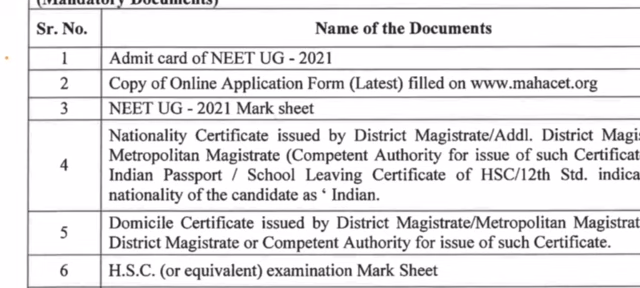 (Mandatory Documents)
Sr. No. Name of the Documents
1 Admit card of NEET UG - 2021
2 Copy of Online Application Form (Latest) filled on www.mahacet.org
3 NEET UG - 2021 Mark sheet
Nationality Certificate issued by District Magistrate/Addl. District Magi
Metropolitan Magistrate (Competent Authority for issue of such Certificat
4 Indian Passport / School Leaving Certificate of HSC/12th Std. indica
nationality of the candidate as ‘ Indian.
5 Domicile Certificate issued by District Magistrate/Metropolitan Magistrat
District Magistrate or Competent Authority for issue of such Certificate.
6 H.S.C. (or equivalent) examination Mark Sheet